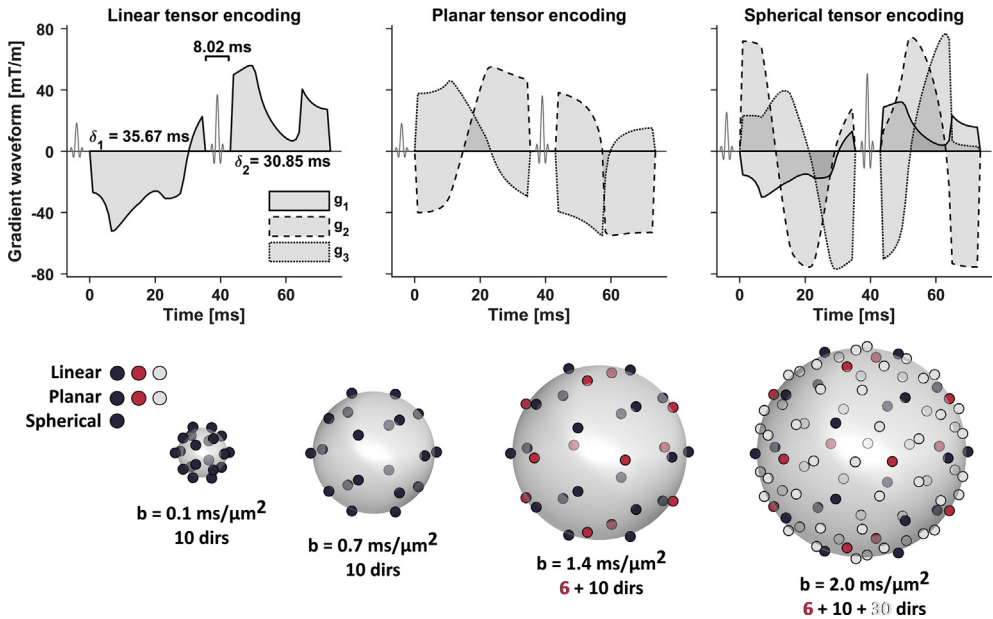 Linear tensor encoding
Planar tensor encoding
Spherical tensor encoding
Gradient waveform [mT/m]
80
40
0
-40
-80
8.02 ms
δ1 = 35.67 ms
δ2 = 30.85 ms
g1
g2
g3
0 20 40 60
Time [ms]
0 20 40 60
Time [ms]
0 20 40 60
Time [ms]
Linear
Planar
Spherical
b = 0.1 ms/μm²
10 dirs
b = 0.7 ms/μm²
10 dirs
b = 1.4 ms/μm²
6 + 10 dirs
b = 2.0 ms/μm²
6 + 10 + 30 dirs